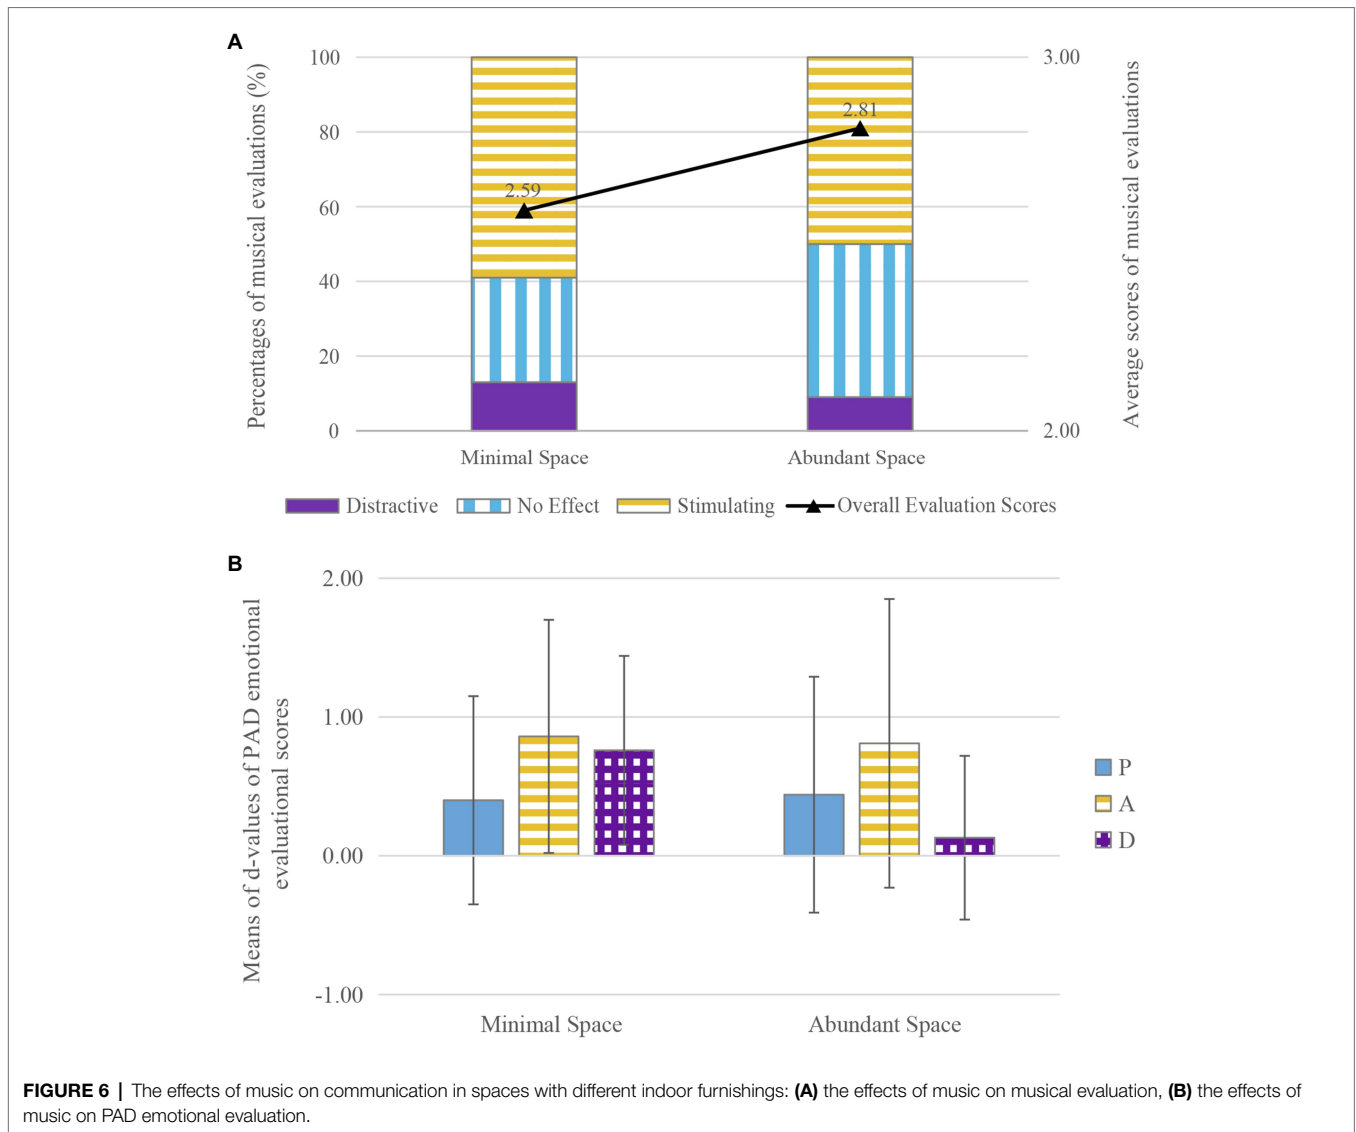 A
Percentages of musical evaluations (%)
100
80
60
40
20
0
3.00
2.00
Average scores of musical evaluations
2.59
2.81
Minimal Space
Abundant Space
Distractive
No Effect
Stimulating
Overall Evaluation Scores
B
Means of d-values of PAD emotional
evaluational scores
2.00
1.00
0.00
-1.00
Minimal Space
Abundant Space
P
A
D
FIGURE 6 | The effects of music on communication in spaces with different indoor furnishings: (A) the effects of music on musical evaluation, (B) the effects of
music on PAD emotional evaluation.